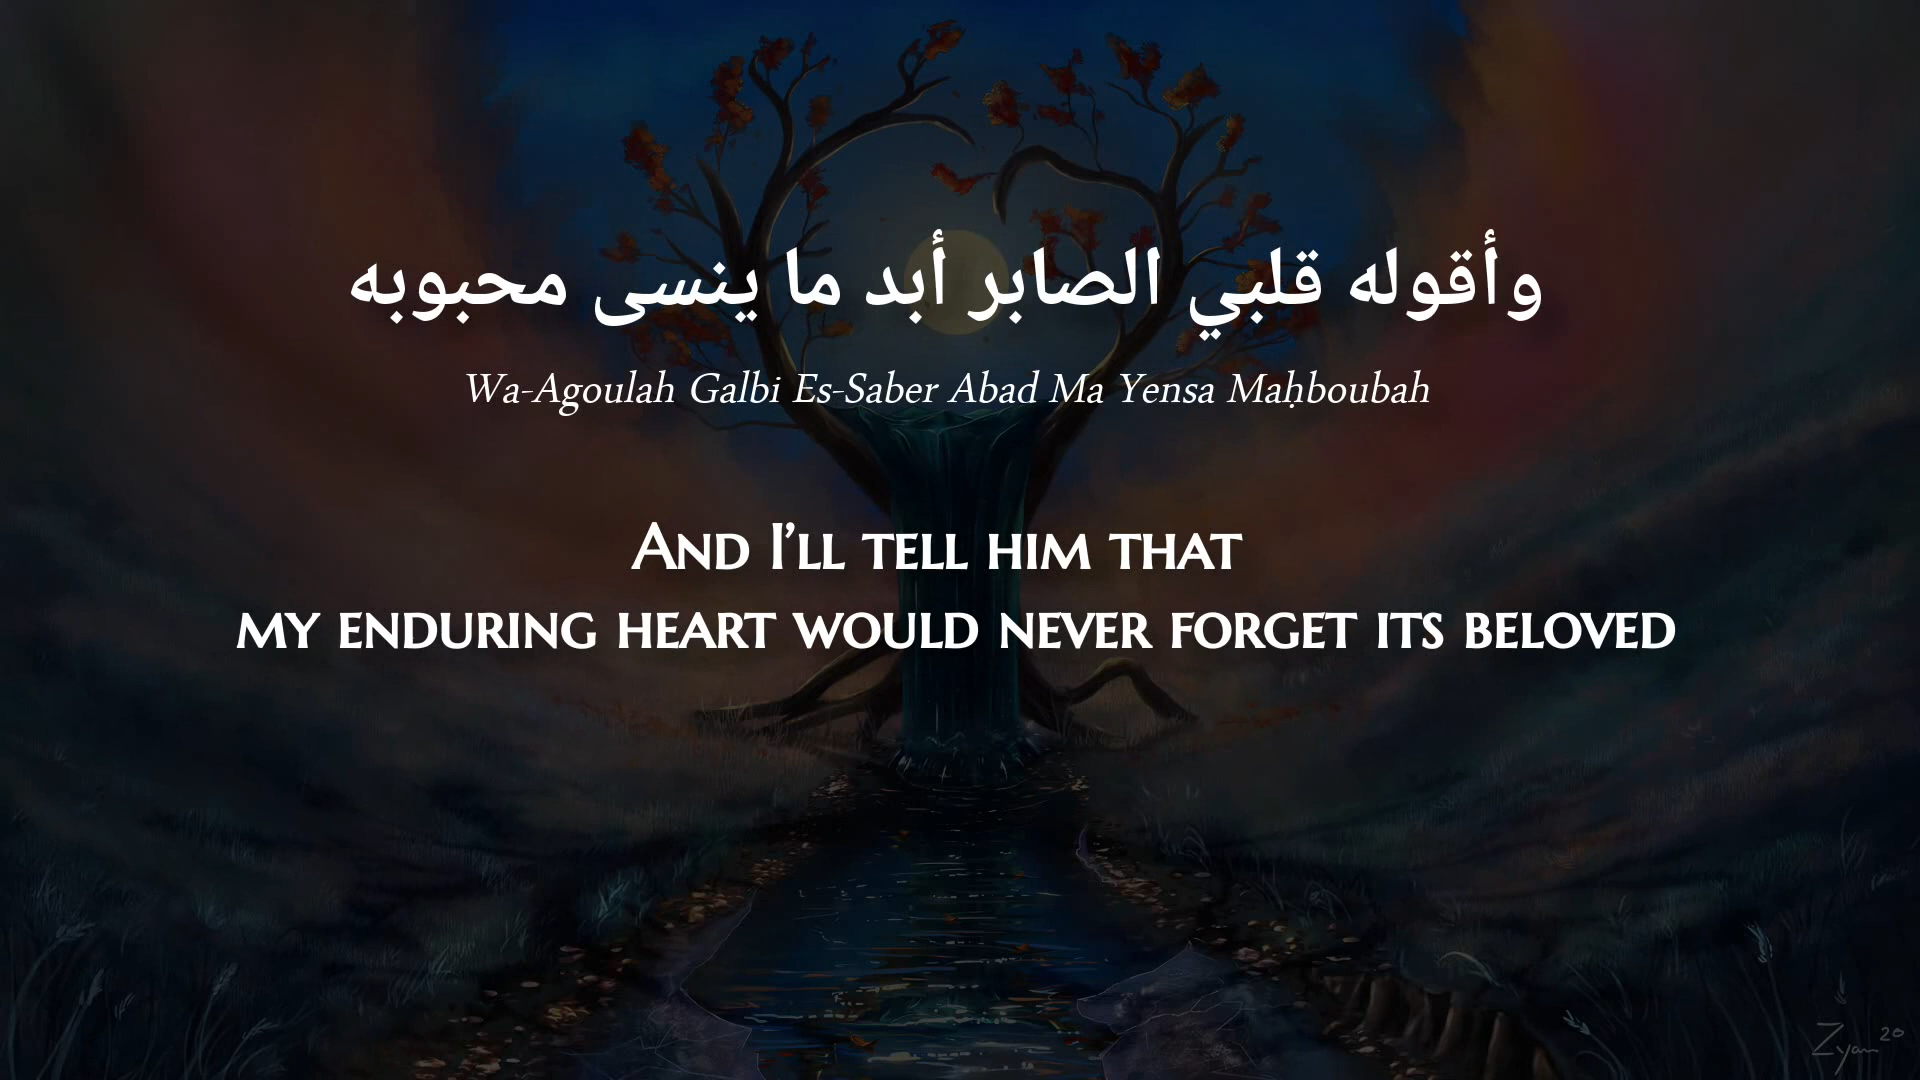 وأقوله قلبي الصابر أبد ما ينسى محبوبه
Wa-Agoulah Galbi Es-Saber Abad Ma Yensa Maḥboubah
And I’ll tell him that
my enduring heart would never forget its beloved
Zyan 20